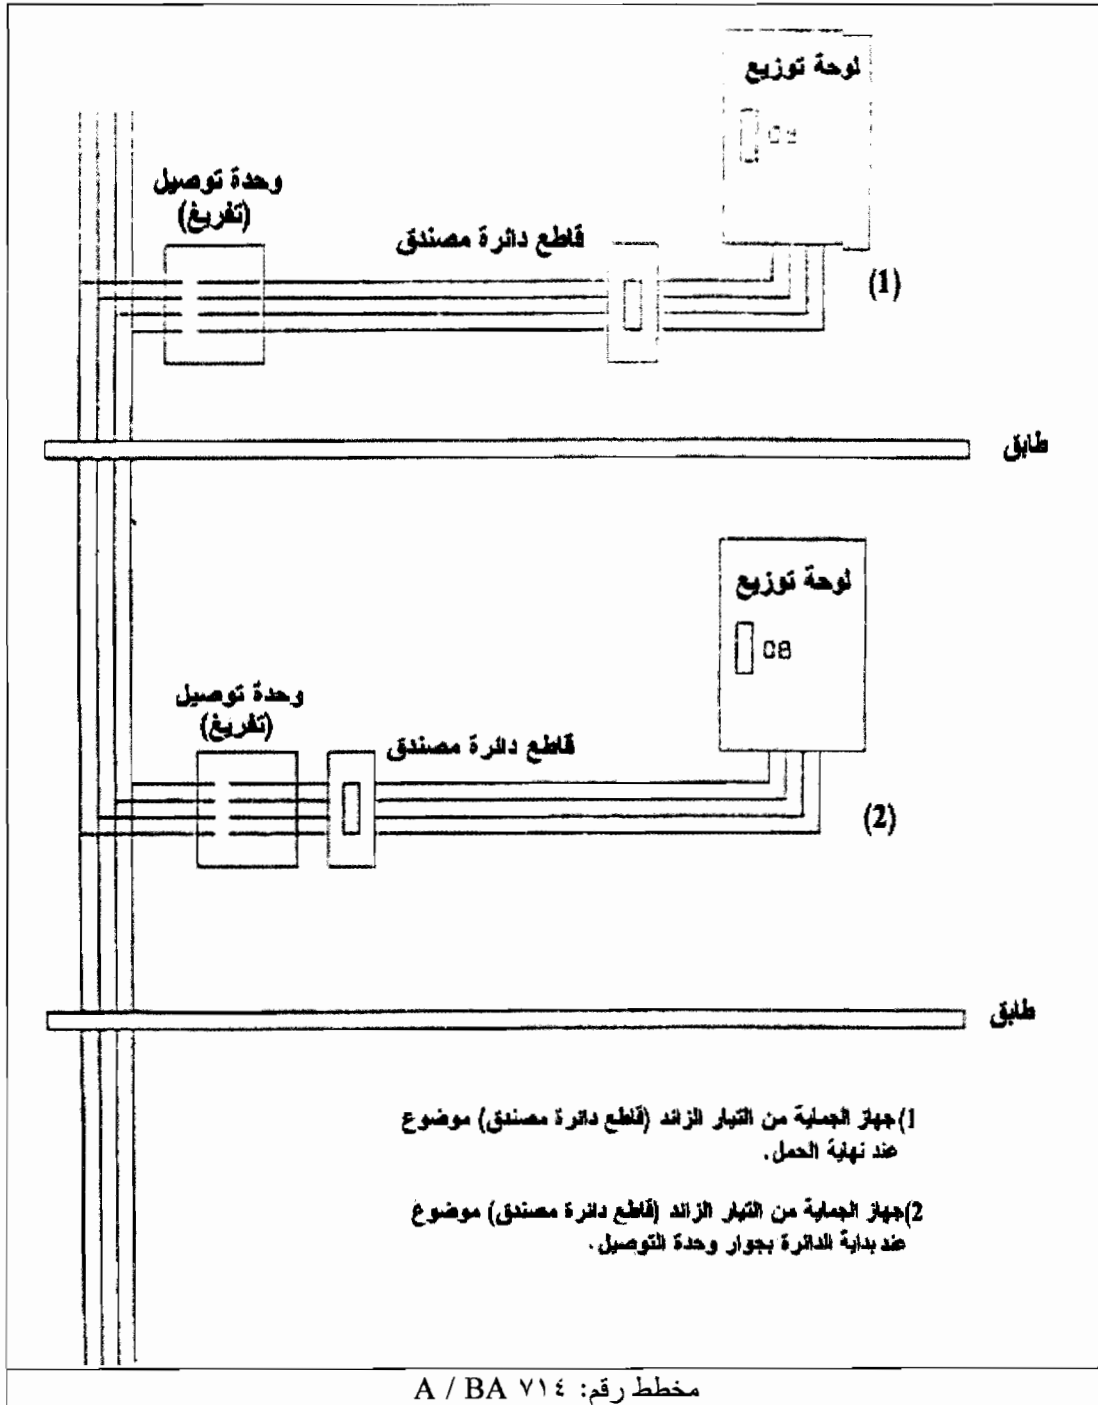 لوحة توزيع
CB
وحدة توصيل
(تفريغ)
قاطع دائرة مصندق
(1)
طابق
لوحة توزيع
CB
وحدة توصيل
(تفريغ)
قاطع دائرة مصندق
(2)
طابق
1) جهاز الحماية من التيار الزائد (قاطع دائرة مصندق) موضوع
عند نهاية الحمل.
2) جهاز الحماية من التيار الزائد (قاطع دائرة مصندق) موضوع
عند بداية الدائرة بجوار وحدة التوصيل.
مخطط رقم: ٧١٤ A / BA